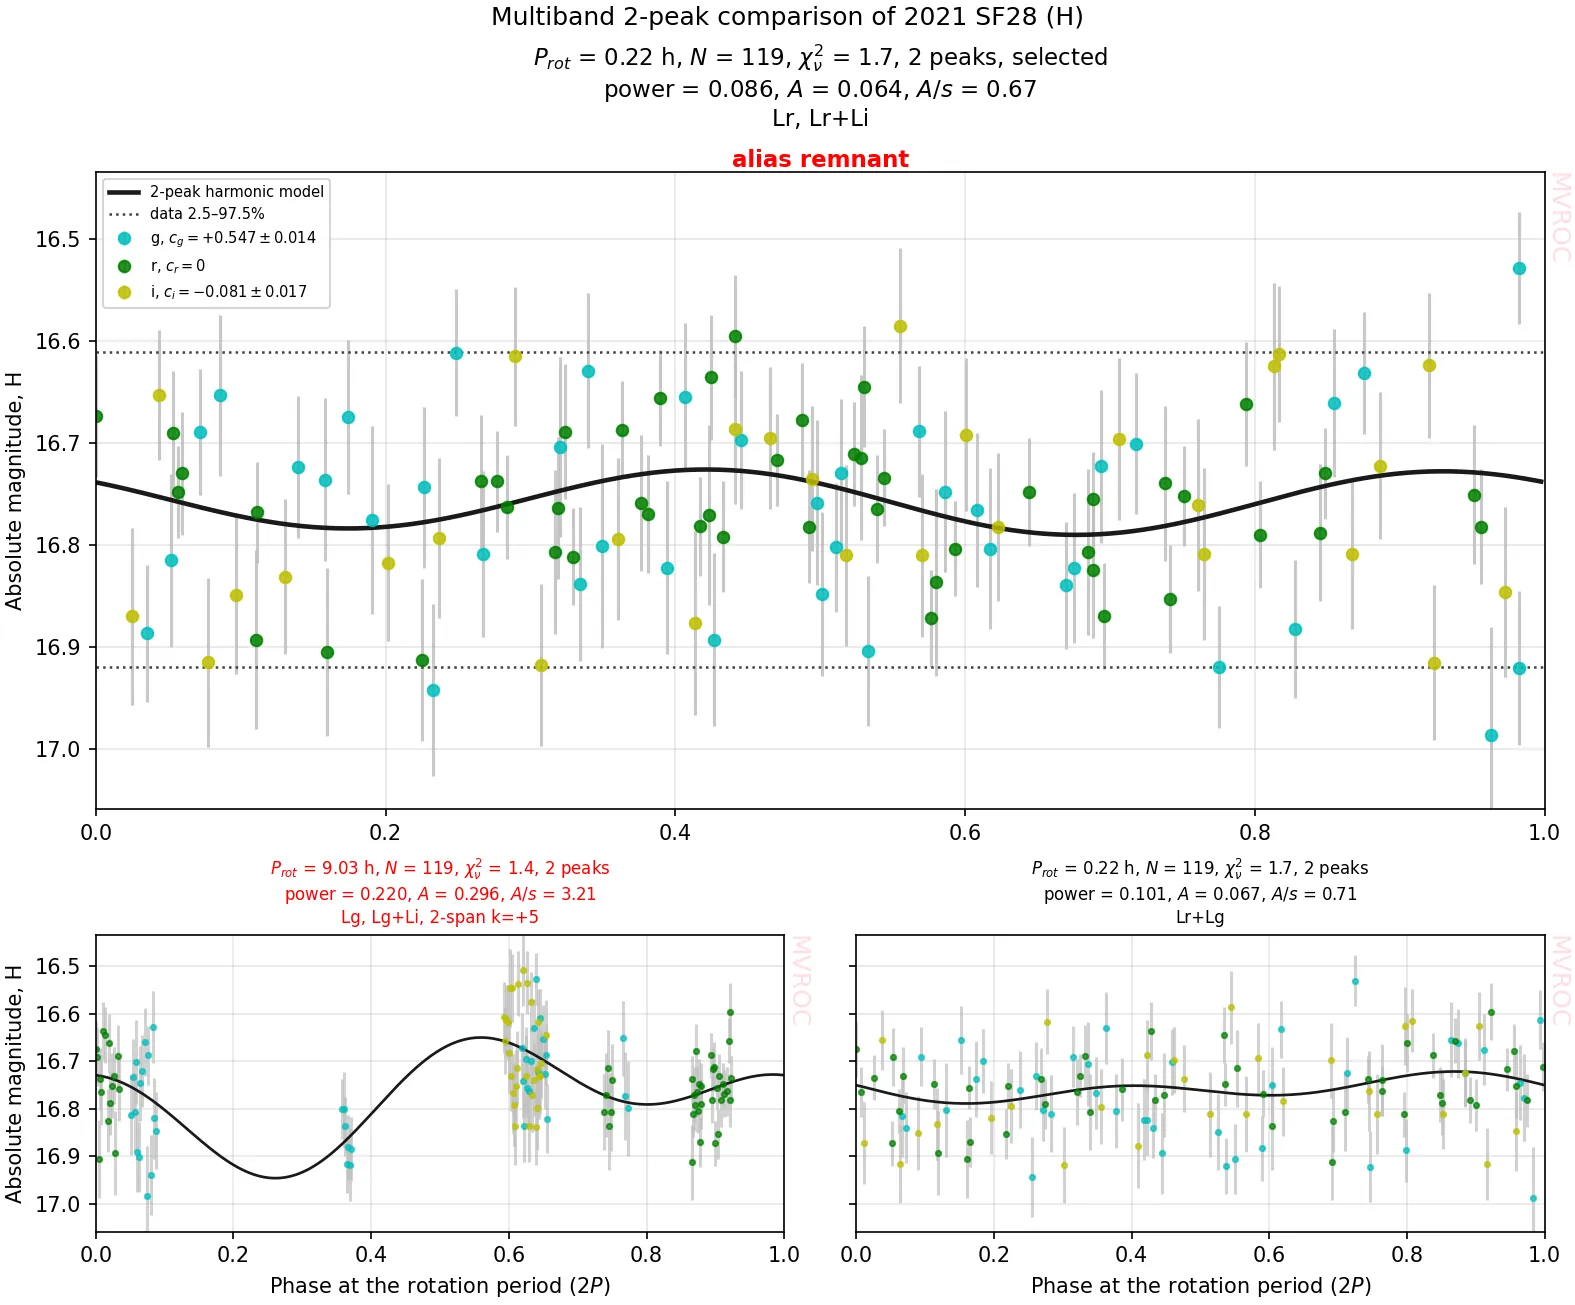 Multiband 2-peak comparison of 2021 SF28 (H)
P_rot = 0.22 h, N = 119, χ²_ν = 1.7, 2 peaks, selected
power = 0.086, A = 0.064, A/s = 0.67
Lr, Lr+Li
alias remnant
2-peak harmonic model
data 2.5–97.5%
g, c_g = +0.547 ± 0.014
r, c_r = 0
i, c_i = −0.081 ± 0.017
MVROC
Absolute magnitude, H
16.5
16.6
16.7
16.8
16.9
17.0
0.0 0.2 0.4 0.6 0.8 1.0
P_rot = 9.03 h, N = 119, χ²_ν = 1.4, 2 peaks
power = 0.220, A = 0.296, A/s = 3.21
Lg, Lg+Li, 2-span k=+5
MVROC
Absolute magnitude, H
16.5
16.6
16.7
16.8
16.9
17.0
0.0 0.2 0.4 0.6 0.8 1.0
Phase at the rotation period (2P)
P_rot = 0.22 h, N = 119, χ²_ν = 1.7, 2 peaks
power = 0.101, A = 0.067, A/s = 0.71
Lr+Lg
MVROC
0.0 0.2 0.4 0.6 0.8 1.0
Phase at the rotation period (2P)